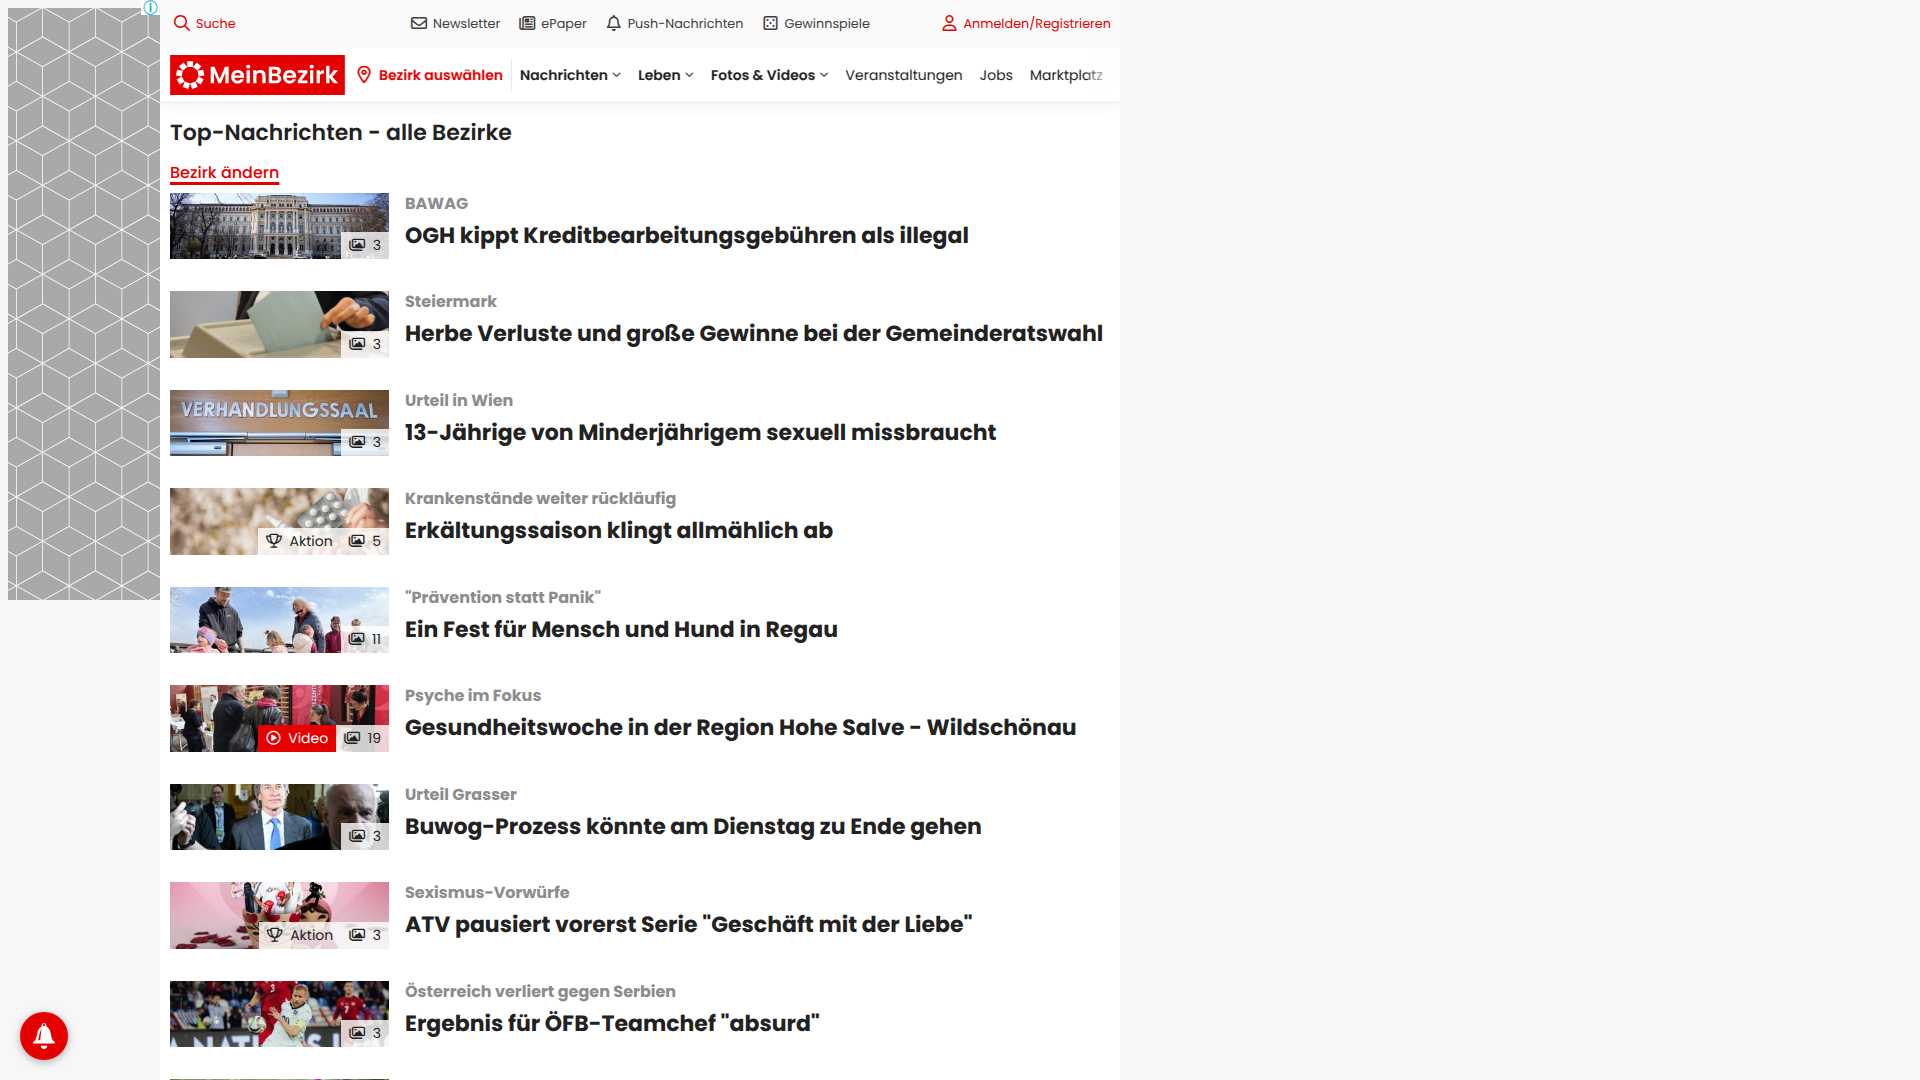 Suche
Newsletter
ePaper
Push-Nachrichten
Gewinnspiele
Anmelden/Registrieren
MeinBezirk
Bezirk auswählen
Nachrichten
Leben
Fotos & Videos
Veranstaltungen
Jobs
Marktplatz
Top-Nachrichten - alle Bezirke
Bezirk ändern
3
BAWAG
OGH kippt Kreditbearbeitungsgebühren als illegal
3
Steiermark
Herbe Verluste und große Gewinne bei der Gemeinderatswahl
VERHANDLUNGSSAAL
3
Urteil in Wien
13-Jährige von Minderjährigem sexuell missbraucht
Aktion 5
Krankenstände weiter rückläufig
Erkältungssaison klingt allmählich ab
11
"Prävention statt Panik"
Ein Fest für Mensch und Hund in Regau
Video 19
Psyche im Fokus
Gesundheitswoche in der Region Hohe Salve - Wildschönau
3
Urteil Grasser
Buwog-Prozess könnte am Dienstag zu Ende gehen
Aktion 3
Sexismus-Vorwürfe
ATV pausiert vorerst Serie "Geschäft mit der Liebe"
3
Österreich verliert gegen Serbien
Ergebnis für ÖFB-Teamchef "absurd"